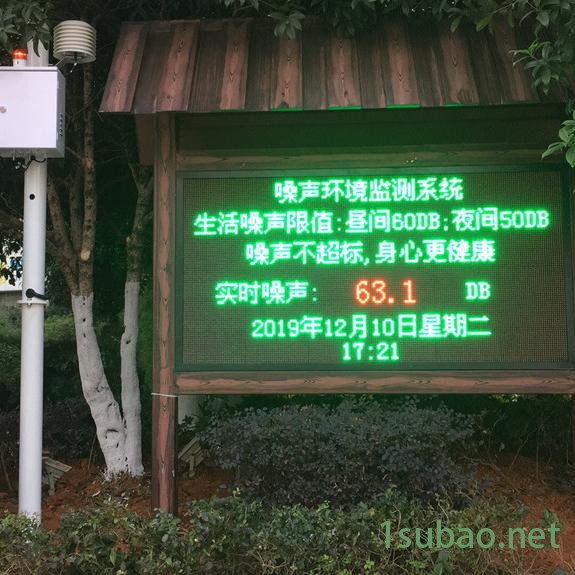 噪声环境监测系统
生活噪声限值:昼间60DB;夜间50DB
噪声不超标,身心更健康
实时噪声: 63.1 DB
2019年12月10日星期二
17:21
1subao.net